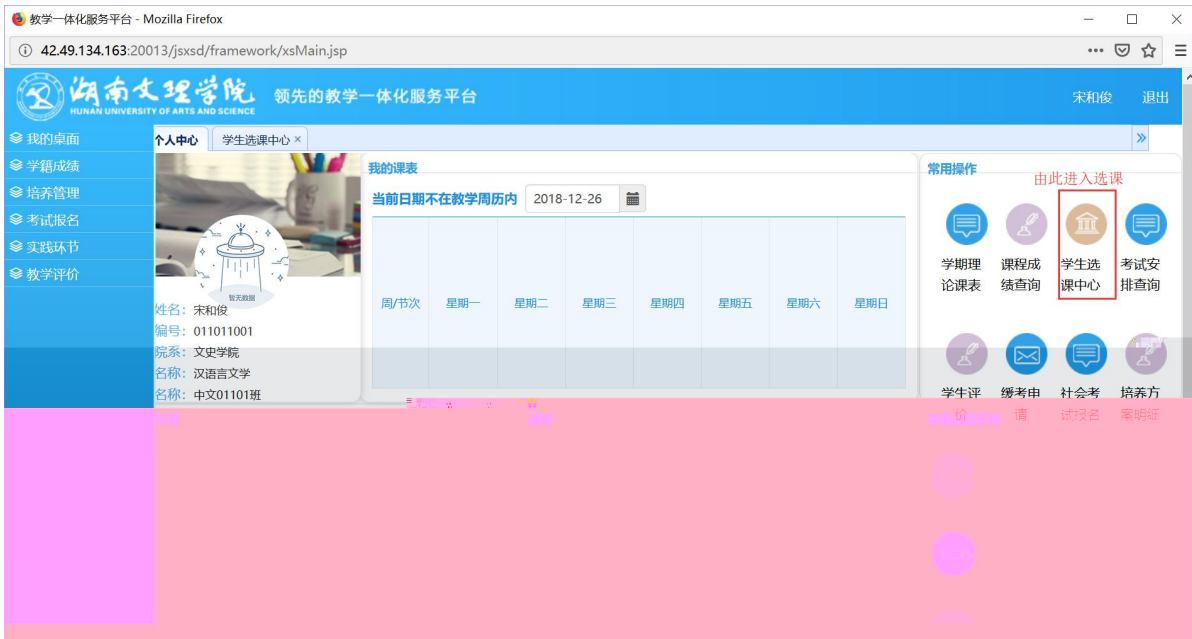 教学一体化服务平台 - Mozilla Firefox
42.49.134.163:20013/jsxsd/framework/xsMain.jsp
湖南文理学院
HUNAN UNIVERSITY OF ARTS AND SCIENCE
领先的教学一体化服务平台
宋和俊 退出
我的桌面
学籍成绩
培养管理
考试报名
实践环节
教学评价
个人中心 学生选课中心 ×
暂无数据
姓名：宋和俊
编号：011011001
院系：文史学院
名称：汉语言文学
名称：中文01101班
我的课表
当前日期不在教学周历内 2018-12-26
周/节次 星期一 星期二 星期三 星期四 星期五 星期六 星期日
常用操作
由此进入选课
学期理论课表
课程成绩查询
学生选课中心
考试安排查询
学生评价
缓考申请
社会考试报名
培养方案明细